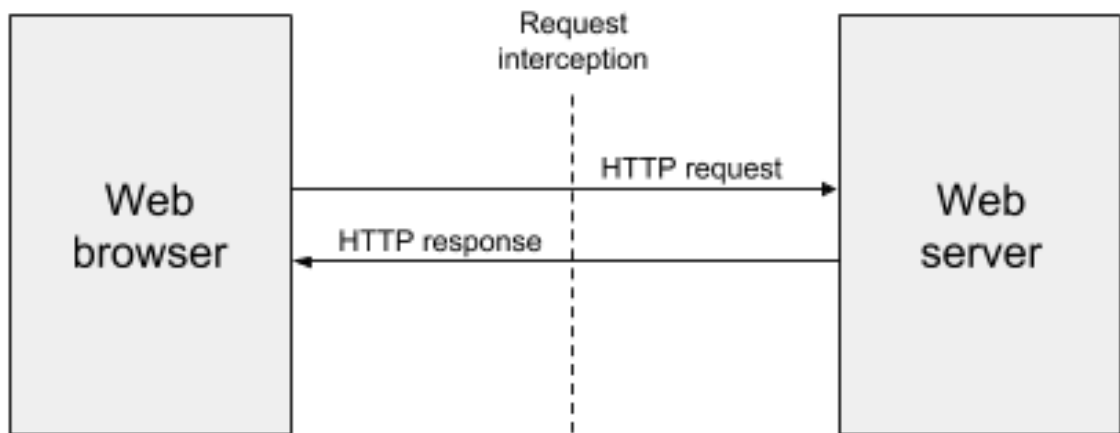 Request
interception
HTTP request
Web
browser
HTTP response
Web
server